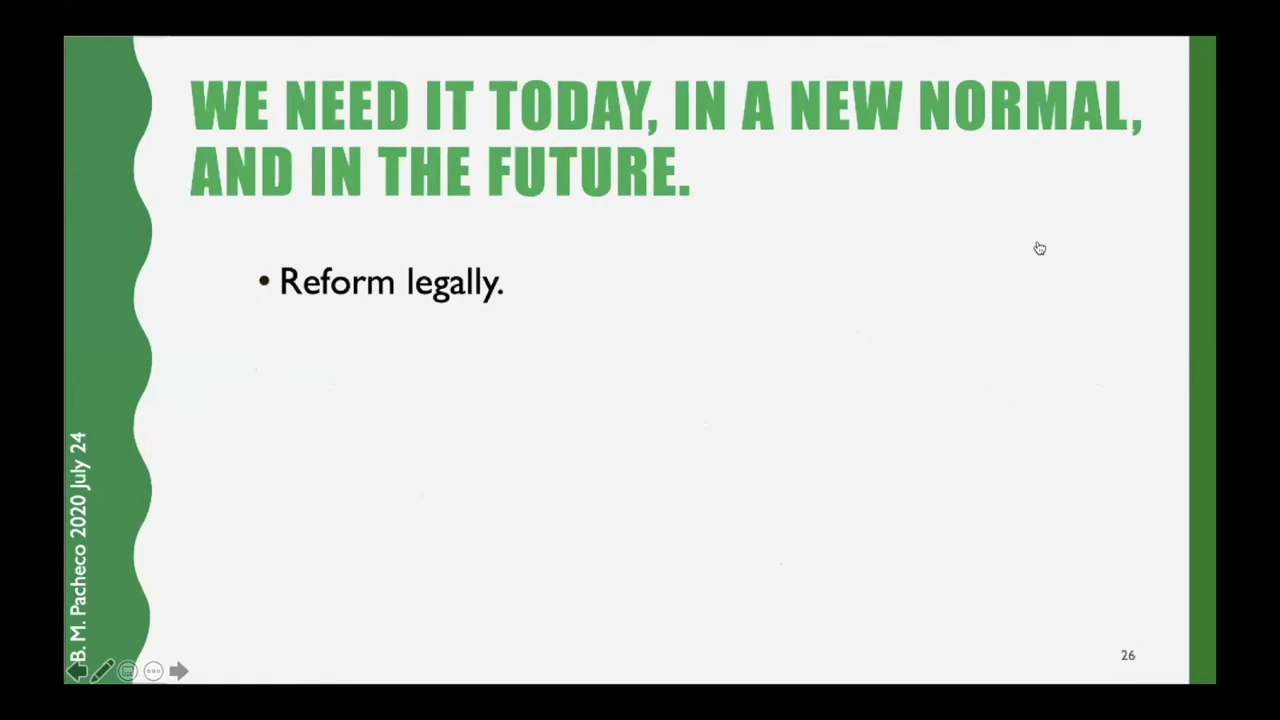 WE NEED IT TODAY, IN A NEW NORMAL,
AND IN THE FUTURE.
• Reform legally.
B. M. Pacheco 2020 July 24
26